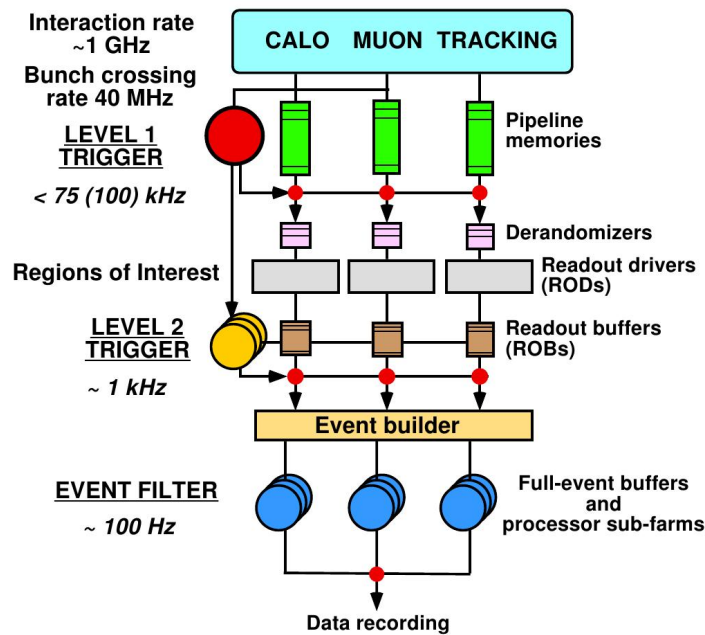 Interaction rate
~1 GHz
CALO MUON TRACKING
Bunch crossing
rate 40 MHz
LEVEL 1
TRIGGER
< 75 (100) kHz
Pipeline
memories
Derandomizers
Regions of Interest
Readout drivers
(RODs)
LEVEL 2
TRIGGER
~ 1 kHz
Readout buffers
(ROBs)
Event builder
EVENT FILTER
~ 100 Hz
Full-event buffers
and
processor sub-farms
Data recording